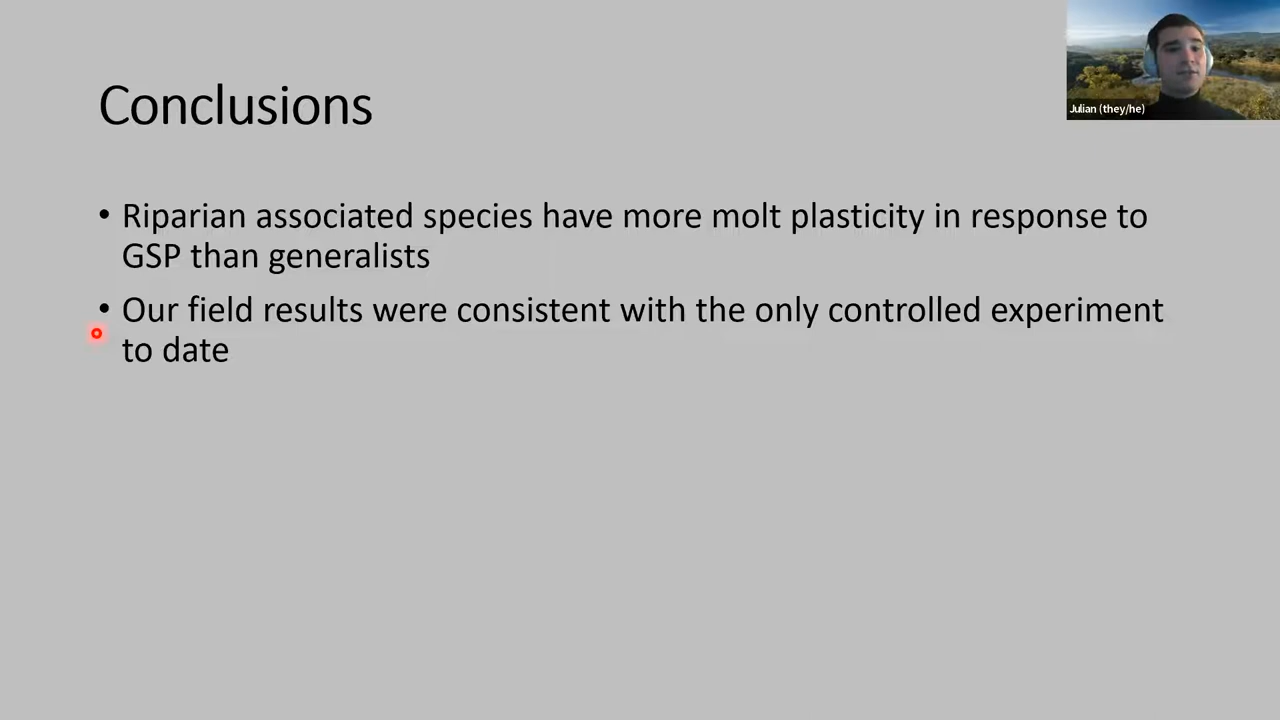 Julian (they/he)
Conclusions
• Riparian associated species have more molt plasticity in response to
GSP than generalists
• Our field results were consistent with the only controlled experiment
to date